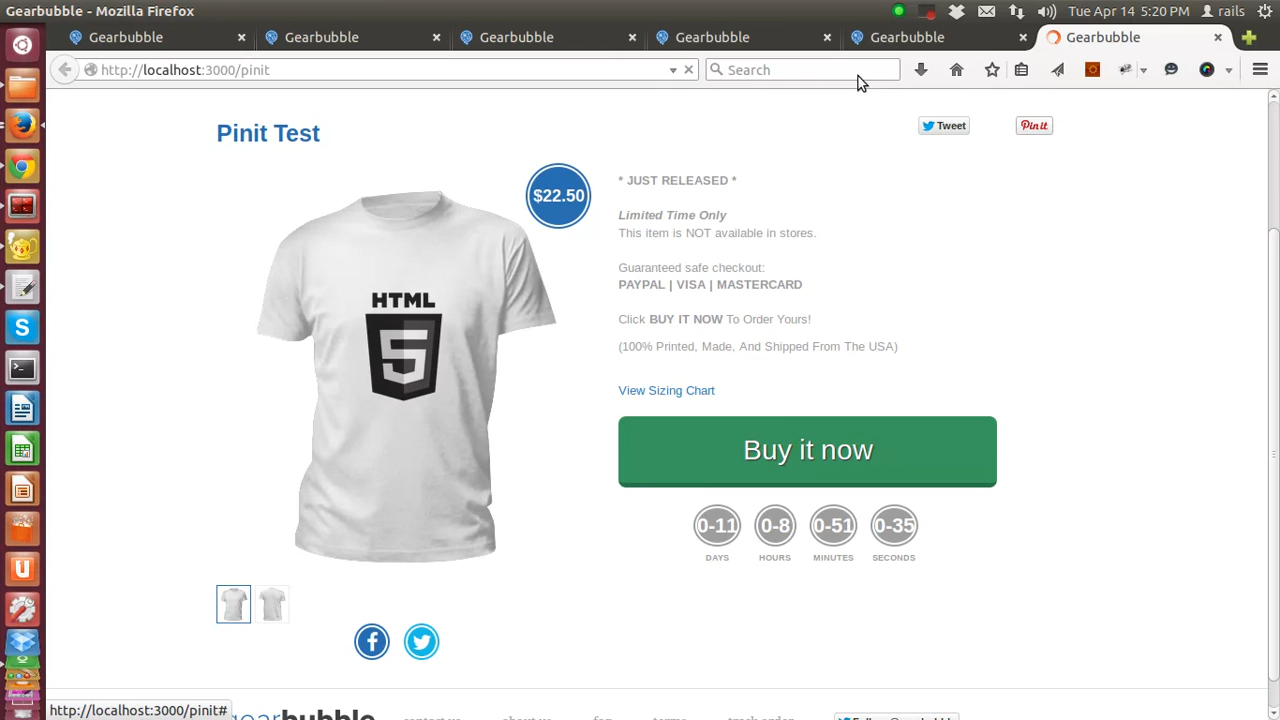 Gearbubble - Mozilla Firefox
Tue Apr 14 5:20 PM
rails
Gearbubble
Gearbubble
Gearbubble
Gearbubble
Gearbubble
Gearbubble
http://localhost:3000/pinit
Search
Pinit Test
Tweet
Pin it
$22.50
* JUST RELEASED *
Limited Time Only
This item is NOT available in stores.
Guaranteed safe checkout:
PAYPAL | VISA | MASTERCARD
Click BUY IT NOW To Order Yours!
(100% Printed, Made, And Shipped From The USA)
View Sizing Chart
HTML
5
Buy it now
0-11 0-8 0-51 0-35
DAYS HOURS MINUTES SECONDS
http://localhost:3000/pinit#
gearbubble
contact us about us faq terms track order
Follow @gearbubble